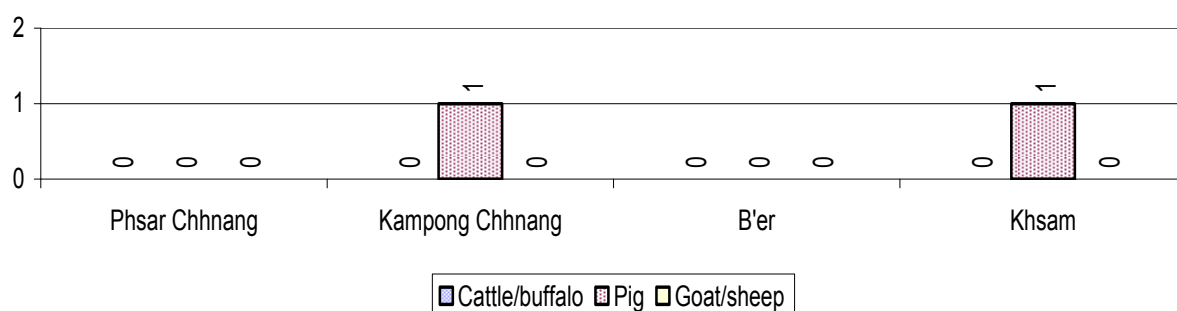 2
1
0
0 0 0 0 1 0 0 0 0 0 1 0
Phsar Chhnang Kampong Chhnang B'er Khsam
Cattle/buffalo Pig Goat/sheep